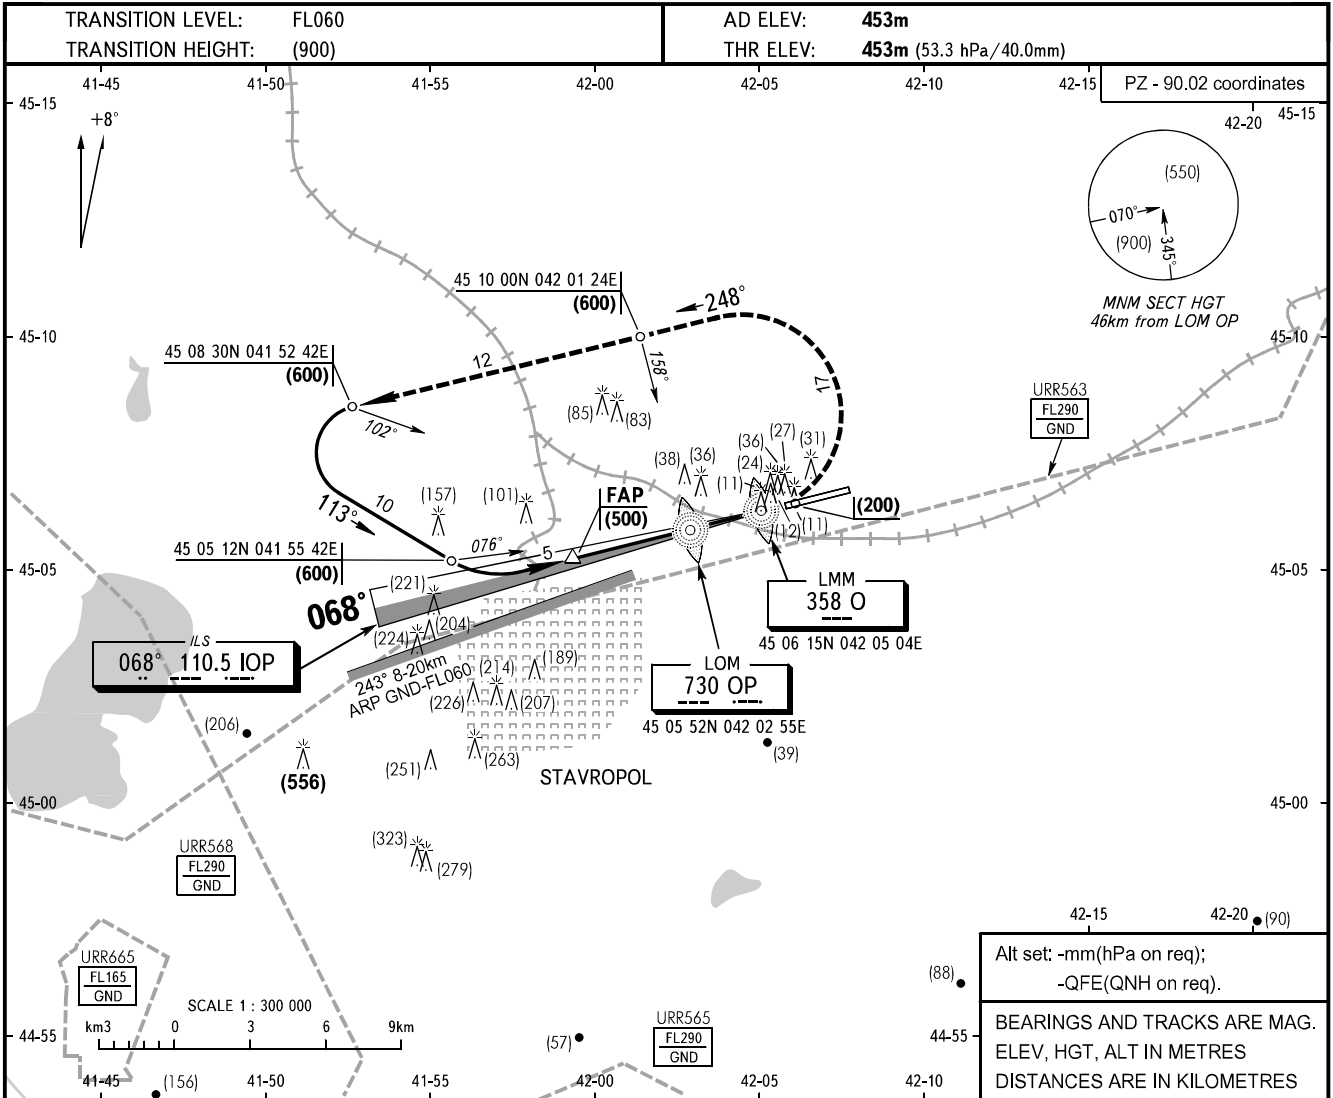 TRANSITION LEVEL: FL060
TRANSITION HEIGHT: (900)
AD ELEV: 453m
THR ELEV: 453m (53.3 hPa/40.0mm)
41-45 41-50 41-55 42-00 42-05 42-10 42-15
PZ - 90.02 coordinates
45-15
42-20 45-15
+8°
(550)
070°
(900)
345°
MNM SECT HGT
46km from LOM OP
45 10 00N 042 01 24E
(600)
248°
45-10
45-10
45 08 30N 041 52 42E
(600)
12
158°
17
102°
URR563
FL290
GND
(85) (83)
(27) (31)
(36)
(38) (36)
(24)
(11)
113°
10
(157) (101)
FAP
(500)
(200)
(12) (11)
45 05 12N 041 55 42E
(600)
076°
5
45-05
45-05
068°
(221)
LMM
358 O
45 06 15N 042 05 04E
(224) (204)
ILS
068° 110.5 IOP
243° 8-20km
ARP GND-FL060
(214) (189)
(226) (207)
LOM
730 OP
45 05 52N 042 02 55E
(206)
(39)
(556)
(251) (263)
STAVROPOL
45-00
45-00
(323)
(279)
URR568
FL290
GND
42-15 42-20 (90)
URR665
FL165
GND
(88)
Alt set: -mm(hPa on req);
-QFE(QNH on req).
SCALE 1 : 300 000
km3 0 3 6 9km
URR565
FL290
GND
(57)
44-55
44-55
BEARINGS AND TRACKS ARE MAG.
ELEV, HGT, ALT IN METRES
DISTANCES ARE IN KILOMETRES
41-45 (156) 41-50 41-55 42-00 42-05 42-10